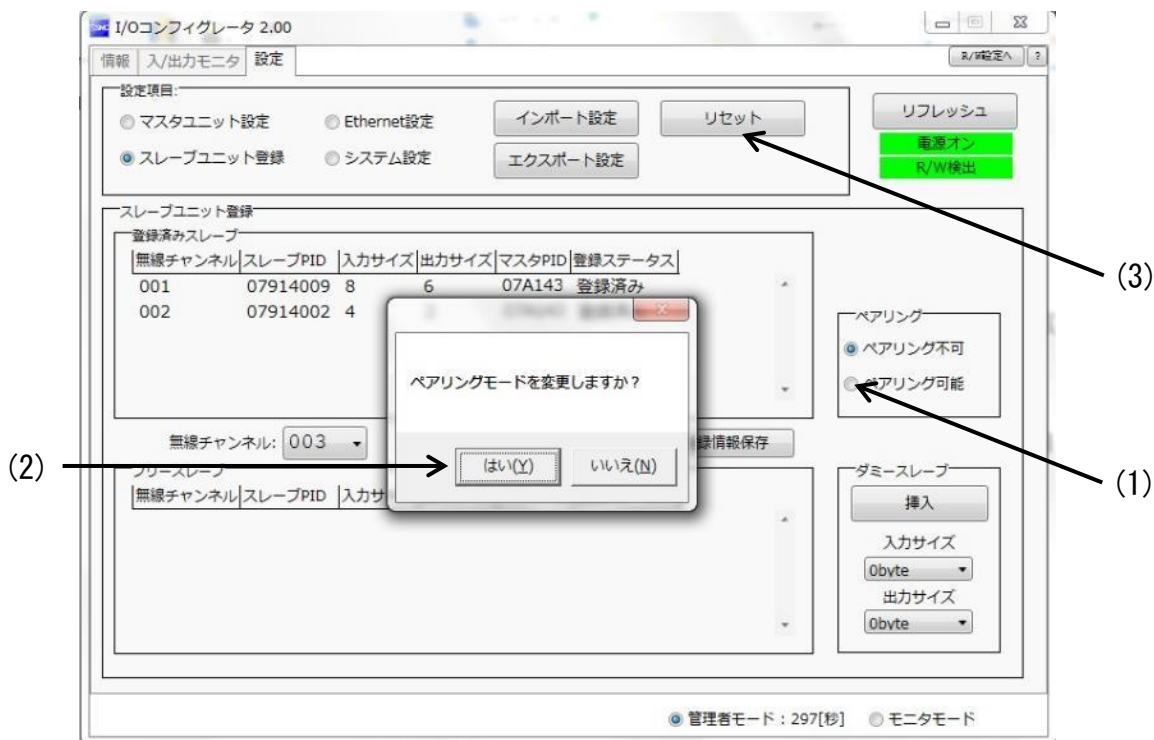 SMC I/Oコンフィグレータ 2.00
情報 入/出力モニタ 設定 R/W設定へ ?
設定項目:
マスタユニット設定 Ethernet設定 インポート設定 リセット リフレッシュ
スレーブユニット登録 システム設定 エクスポート設定 電源オン
R/W検出
スレーブユニット登録
登録済みスレーブ
無線チャンネル スレーブPID 入力サイズ 出力サイズ マスタPID 登録ステータス
001 07914009 8 6 07A143 登録済み
002 07914002 4
(3)
ペアリング
ペアリング不可
ペアリング可能
ペアリングモードを変更しますか？
はい(Y) いいえ(N)
無線チャンネル: 003 録情報保存
(2)
(1)
フリースレーブ
無線チャンネル スレーブPID 入力サ
ダミースレーブ
挿入
入力サイズ
0byte
出力サイズ
0byte
管理者モード：297[秒] モニタモード